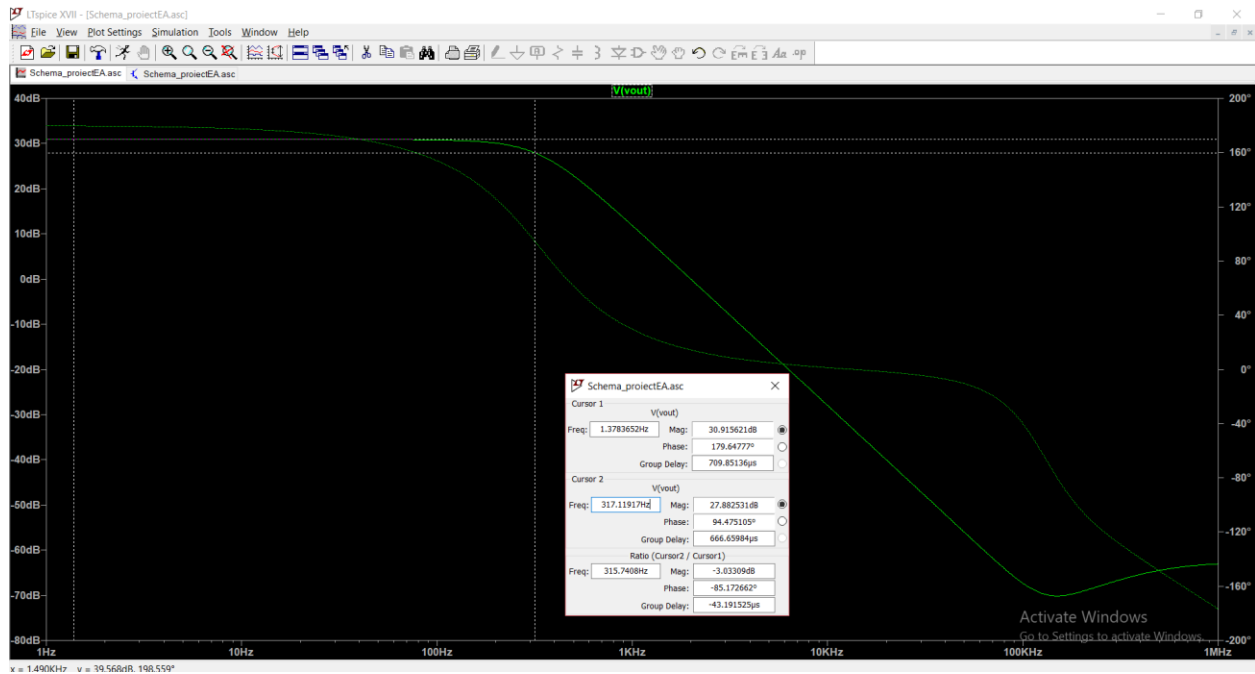 LTspice XVII - [Schema_proiectEA.asc]
File View Plot Settings Simulation Tools Window Help
Schema_proiectEA.asc Schema_proiectEA.asc
V(vout)
40dB 200°
30dB 160°
20dB 120°
10dB 80°
0dB 40°
-10dB 0°
-20dB -40°
-30dB -80°
-40dB -120°
-50dB -160°
-60dB -200°
-70dB
-80dB
1Hz 10Hz 100Hz 1KHz 10KHz 100KHz 1MHz
Schema_proiectEA.asc
Cursor 1
V(vout)
Freq: 1.3783652Hz Mag: 30.915621dB
Phase: 179.64777°
Group Delay: 709.85136µs
Cursor 2
V(vout)
Freq: 317.11917Hz Mag: 27.882531dB
Phase: 94.475105°
Group Delay: 666.65984µs
Ratio (Cursor2 / Cursor1)
Freq: 315.7408Hz Mag: -3.03309dB
Phase: -85.172662°
Group Delay: -43.191525µs
Activate Windows
Go to Settings to activate Windows.
x = 1.490KHz y = 39.568dB, 198.559°